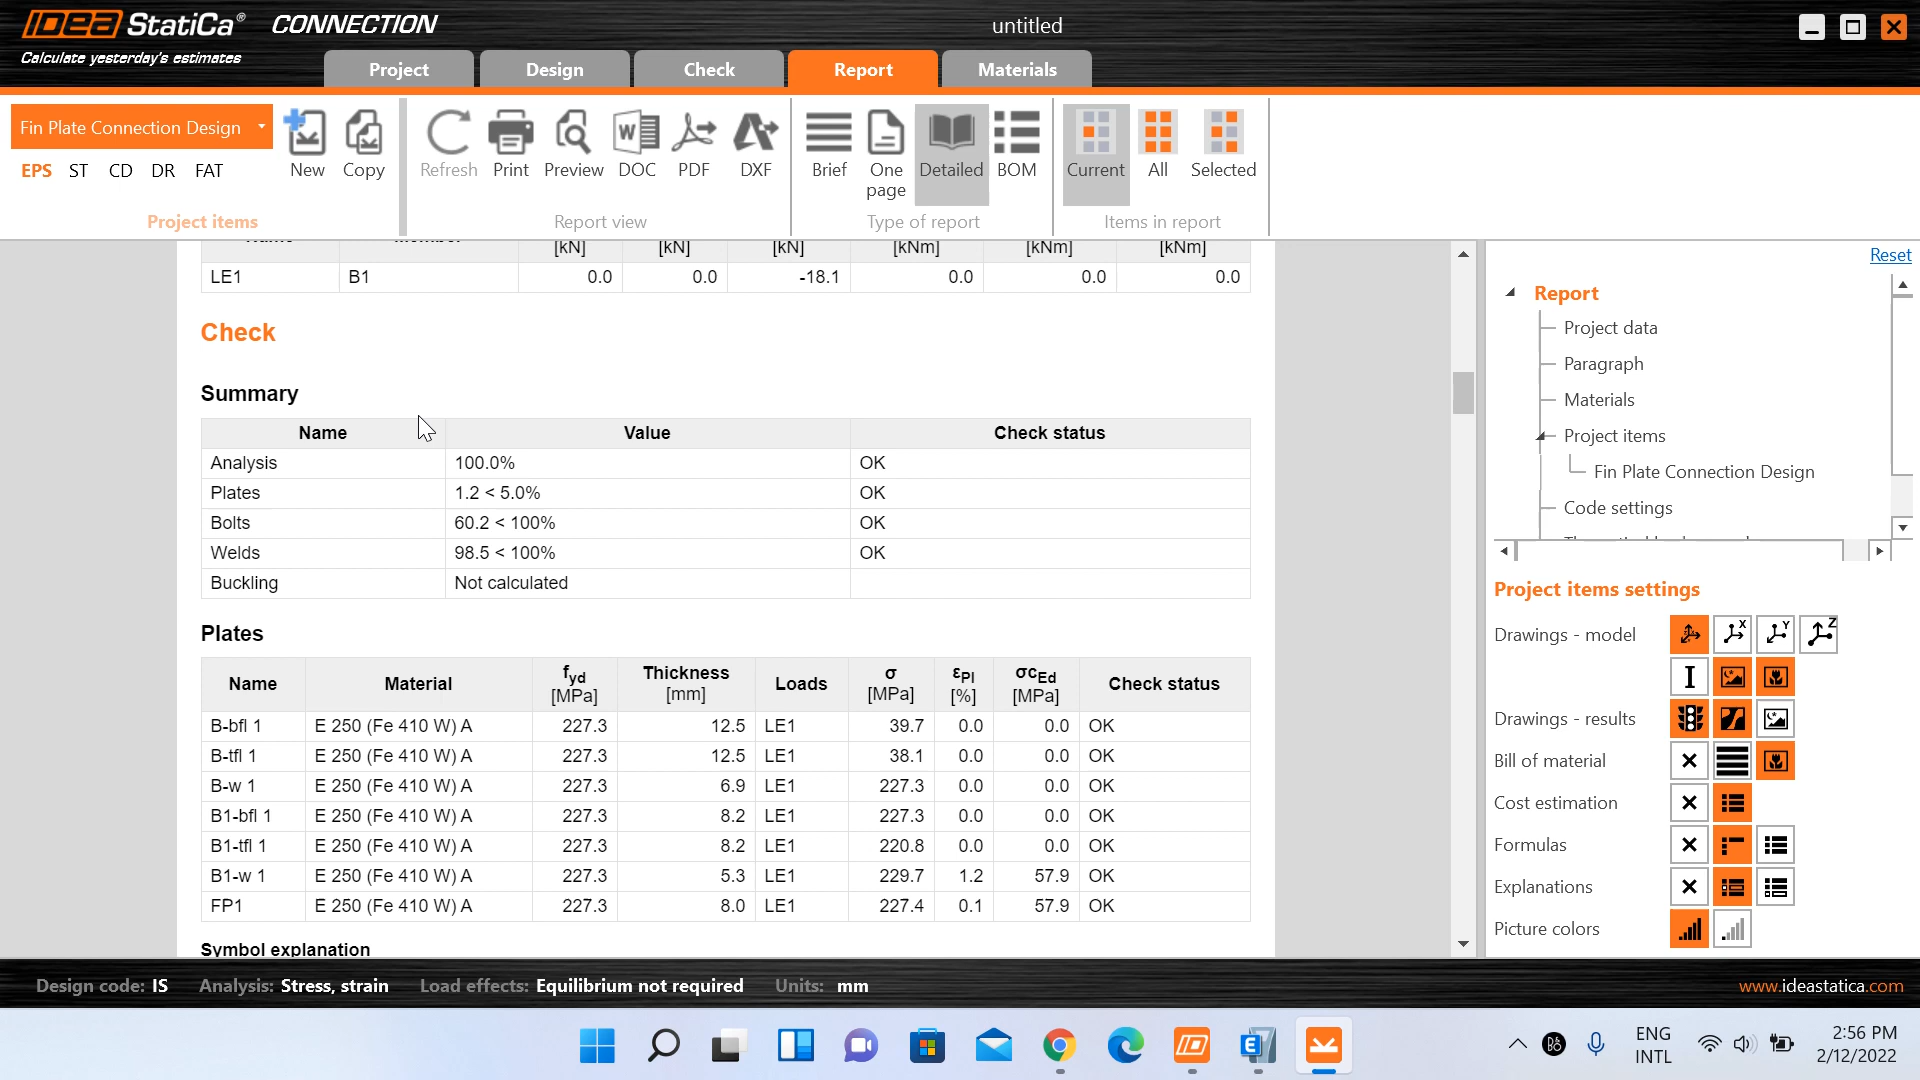 IDEA StatiCa® CONNECTION
untitled
Calculate yesterday's estimates
Project Design Check Report Materials
Fin Plate Connection Design
EPS ST CD DR FAT
New Copy
Refresh Print Preview DOC PDF DXF
Brief One page Detailed BOM
Current All Selected
Project items Report view Type of report Items in report
[kN] [kN] [kN] [kNm] [kNm] [kNm]
LE1 B1 0.0 0.0 -18.1 0.0 0.0 0.0
Check
Summary
Name Value Check status
Analysis 100.0% OK
Plates 1.2 < 5.0% OK
Bolts 60.2 < 100% OK
Welds 98.5 < 100% OK
Buckling Not calculated
Plates
Name Material fyd [MPa] Thickness [mm] Loads σ [MPa] εPl [%] σcEd [MPa] Check status
B-bfl 1 E 250 (Fe 410 W) A 227.3 12.5 LE1 39.7 0.0 0.0 OK
B-tfl 1 E 250 (Fe 410 W) A 227.3 12.5 LE1 38.1 0.0 0.0 OK
B-w 1 E 250 (Fe 410 W) A 227.3 6.9 LE1 227.3 0.0 0.0 OK
B1-bfl 1 E 250 (Fe 410 W) A 227.3 8.2 LE1 227.3 0.0 0.0 OK
B1-tfl 1 E 250 (Fe 410 W) A 227.3 8.2 LE1 220.8 0.0 0.0 OK
B1-w 1 E 250 (Fe 410 W) A 227.3 5.3 LE1 229.7 1.2 57.9 OK
FP1 E 250 (Fe 410 W) A 227.3 8.0 LE1 227.4 0.1 57.9 OK
Symbol explanation
Reset
Report
Project data
Paragraph
Materials
Project items
Fin Plate Connection Design
Code settings
Project items settings
Drawings - model
X Y Z
Drawings - results
Bill of material
Cost estimation
Formulas
Explanations
Picture colors
Design code: IS Analysis: Stress, strain Load effects: Equilibrium not required Units: mm
www.ideastatica.com
ENG
INTL
2:56 PM
2/12/2022